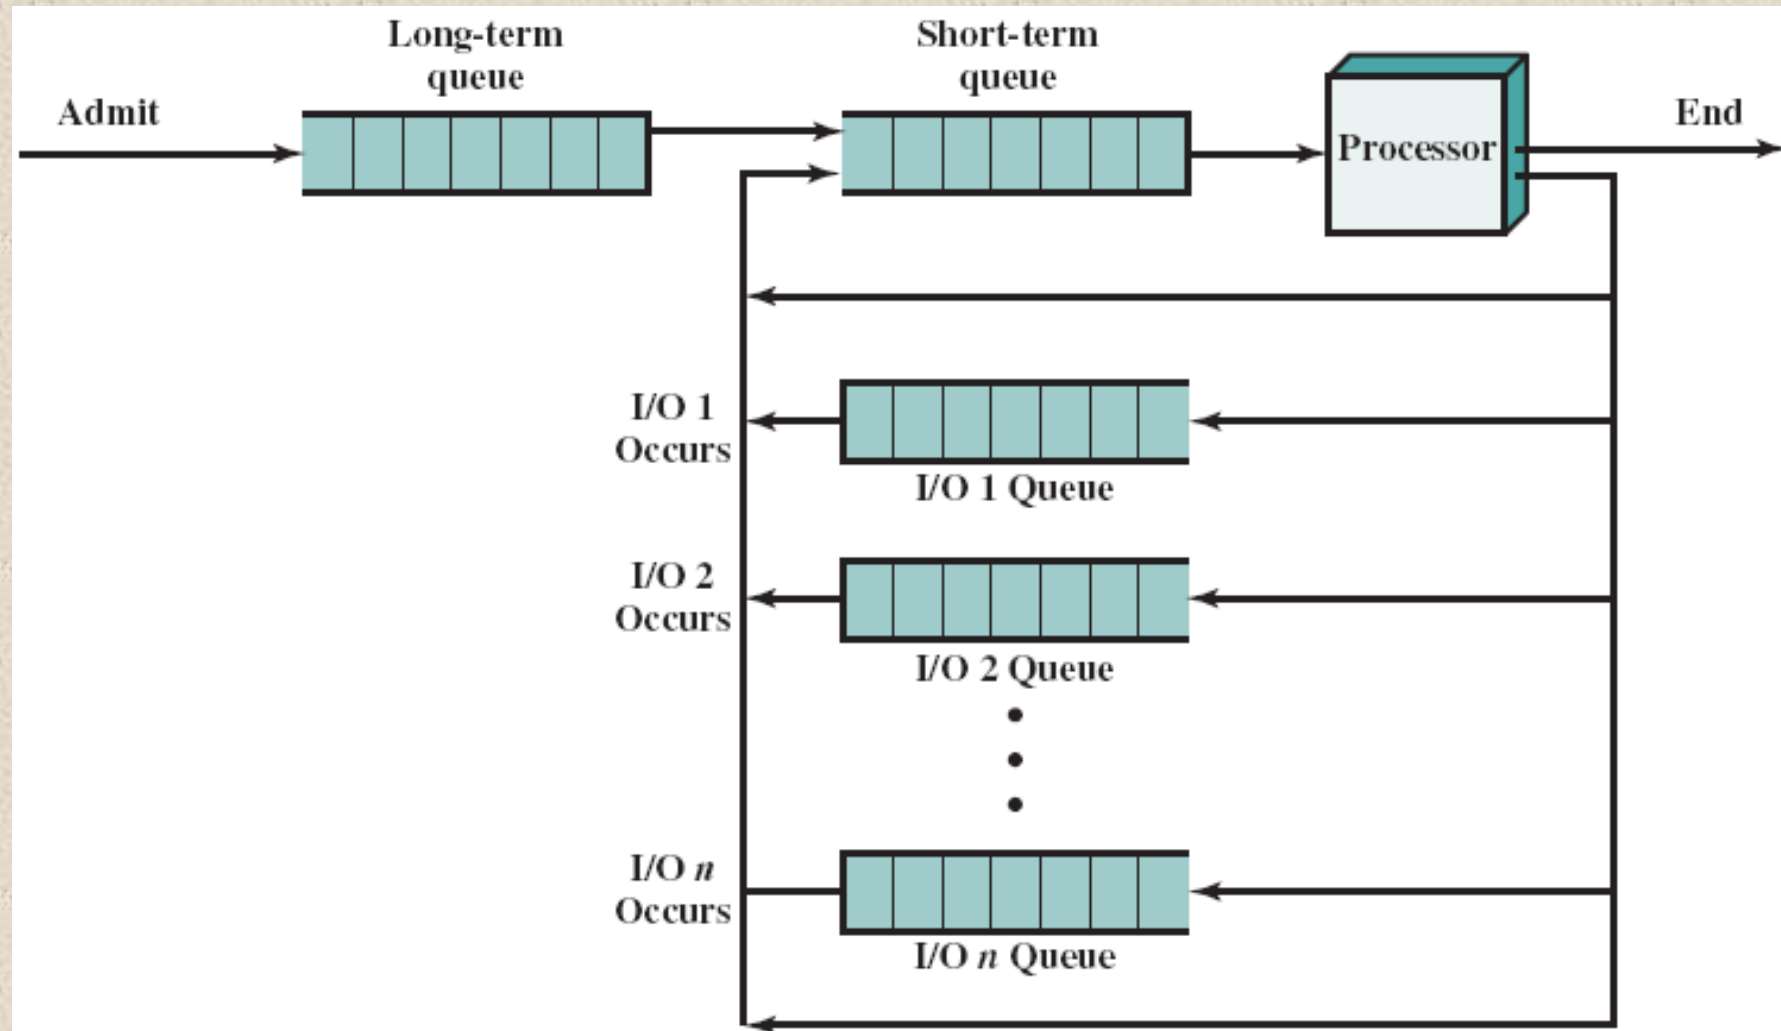 Long-term
queue
Short-term
queue
Admit
Processor
End
I/O 1
Occurs
I/O 1 Queue
I/O 2
Occurs
I/O 2 Queue
I/O n
Occurs
I/O n Queue